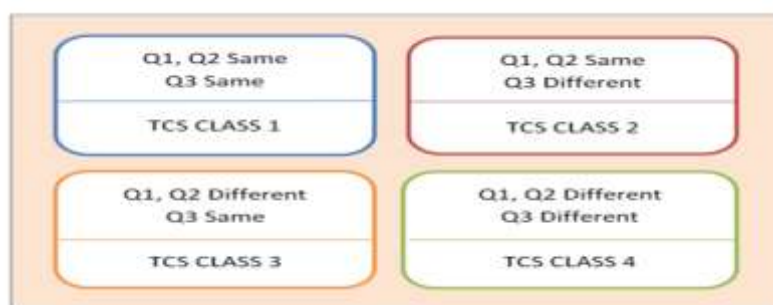 Q1, Q2 Same
Q3 Same
TCS CLASS 1
Q1, Q2 Same
Q3 Different
TCS CLASS 2
Q1, Q2 Different
Q3 Same
TCS CLASS 3
Q1, Q2 Different
Q3 Different
TCS CLASS 4